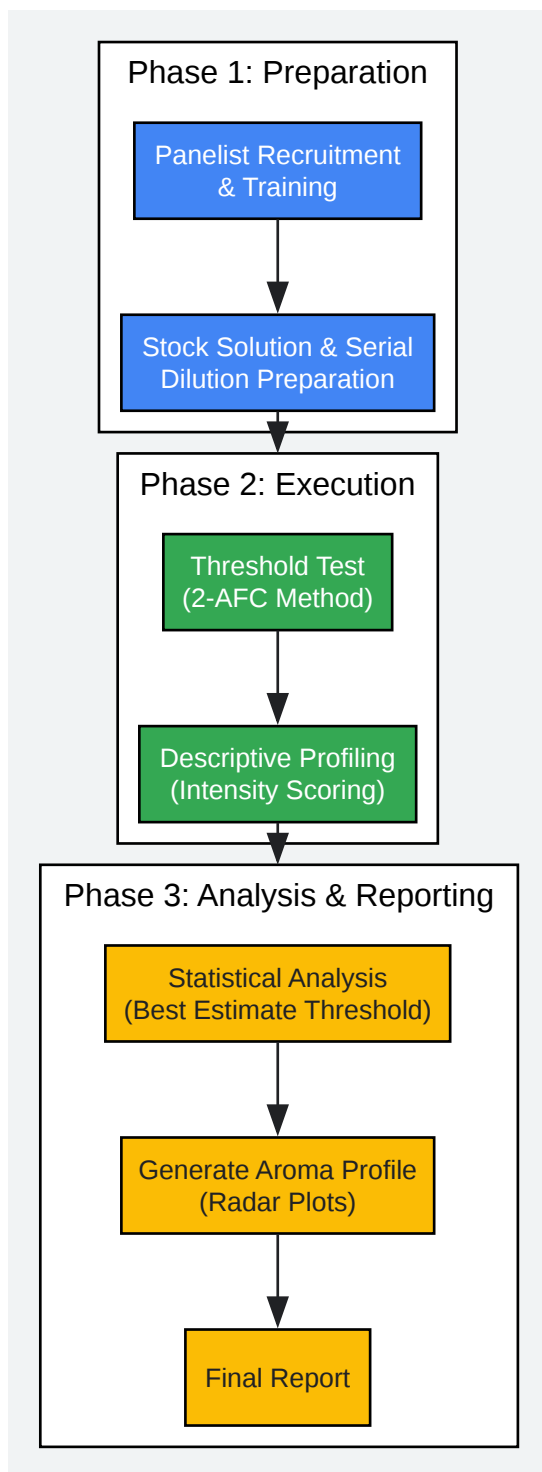 Phase 1: Preparation
Panelist Recruitment
& Training
Stock Solution & Serial
Dilution Preparation
Phase 2: Execution
Threshold Test
(2-AFC Method)
Descriptive Profiling
(Intensity Scoring)
Phase 3: Analysis & Reporting
Statistical Analysis
(Best Estimate Threshold)
Generate Aroma Profile
(Radar Plots)
Final Report